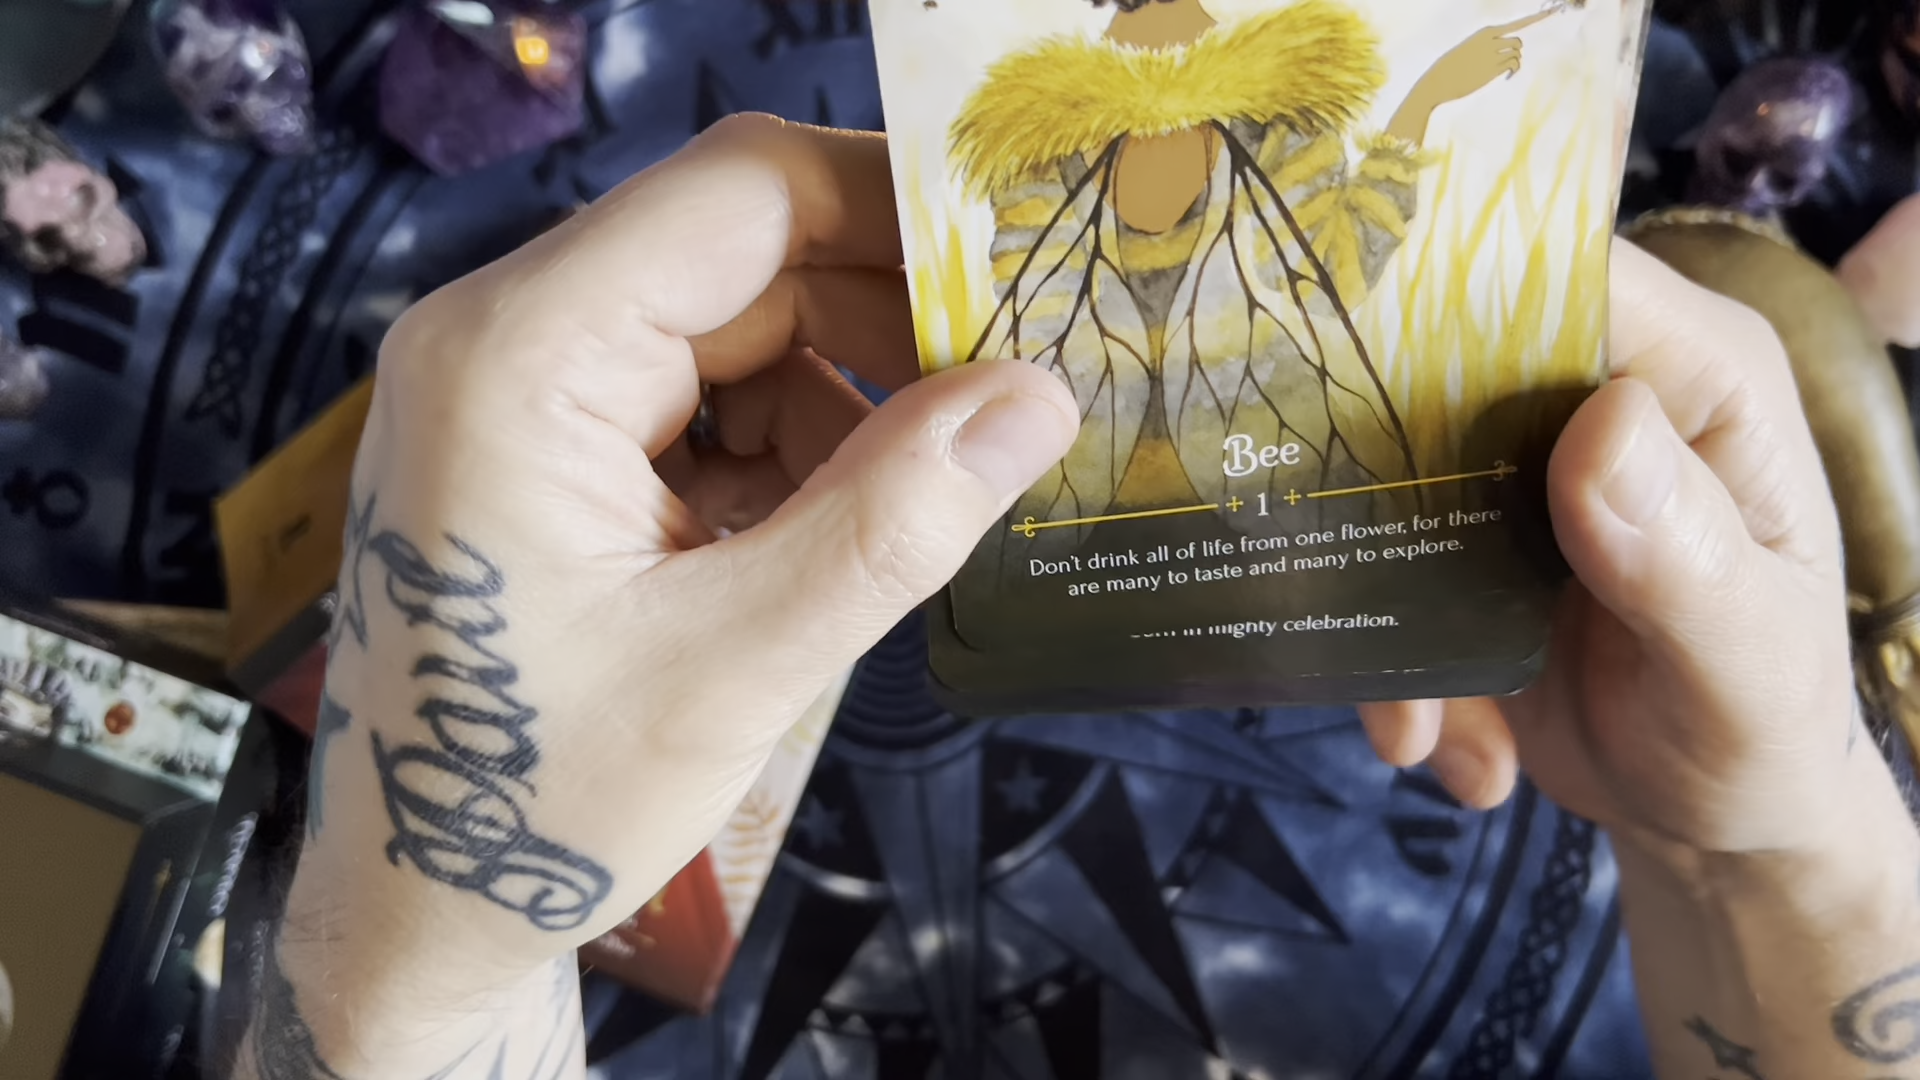 Bee
1
Don't drink all of life from one flower, for there
are many to taste and many to explore.
mighty celebration.